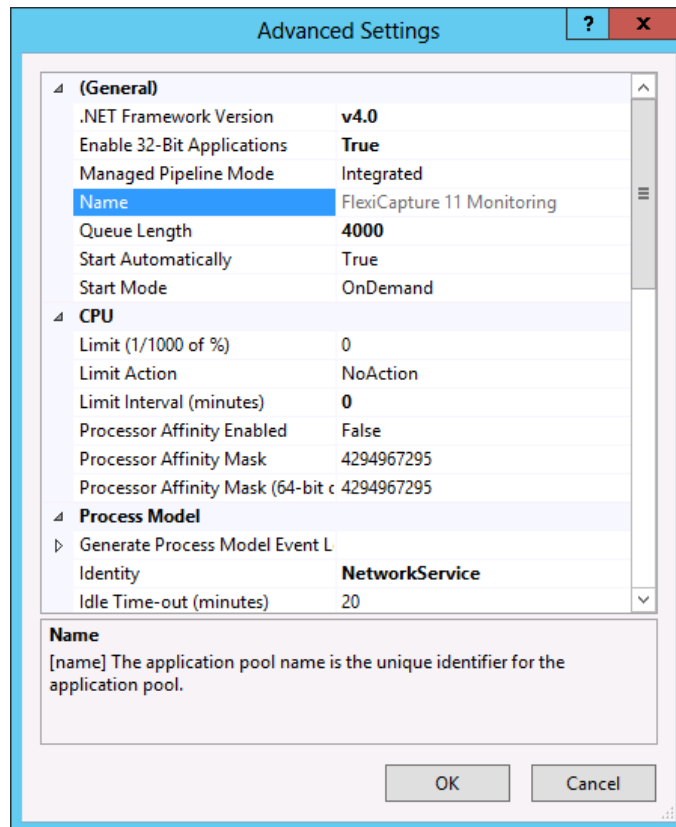 Advanced Settings
?
x
(General)
.NET Framework Version v4.0
Enable 32-Bit Applications True
Managed Pipeline Mode Integrated
Name FlexiCapture 11 Monitoring
Queue Length 4000
Start Automatically True
Start Mode OnDemand
CPU
Limit (1/1000 of %) 0
Limit Action NoAction
Limit Interval (minutes) 0
Processor Affinity Enabled False
Processor Affinity Mask 4294967295
Processor Affinity Mask (64-bit c 4294967295
Process Model
Generate Process Model Event L
Identity NetworkService
Idle Time-out (minutes) 20
Name
[name] The application pool name is the unique identifier for the
application pool.
OK Cancel